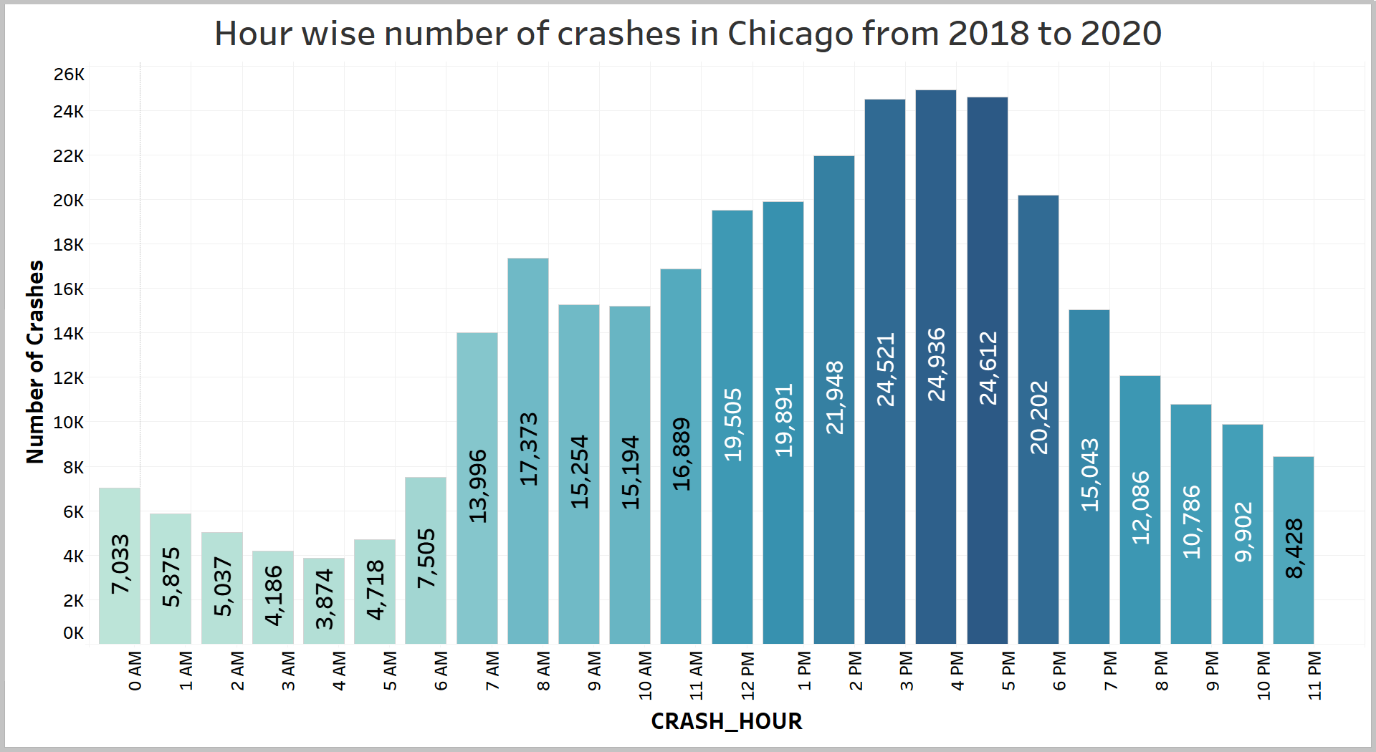 Hour wise number of crashes in Chicago from 2018 to 2020
Number of Crashes
26K
24K
22K
20K
18K
16K
14K
12K
10K
8K
6K
4K
2K
0K
7,033
5,875
5,037
4,186
3,874
4,718
7,505
13,996
17,373
15,254
15,194
16,889
19,505
19,891
21,948
24,521
24,936
24,612
20,202
15,043
12,086
10,786
9,902
8,428
0 AM
1 AM
2 AM
3 AM
4 AM
5 AM
6 AM
7 AM
8 AM
9 AM
10 AM
11 AM
12 PM
1 PM
2 PM
3 PM
4 PM
5 PM
6 PM
7 PM
8 PM
9 PM
10 PM
11 PM
CRASH_HOUR